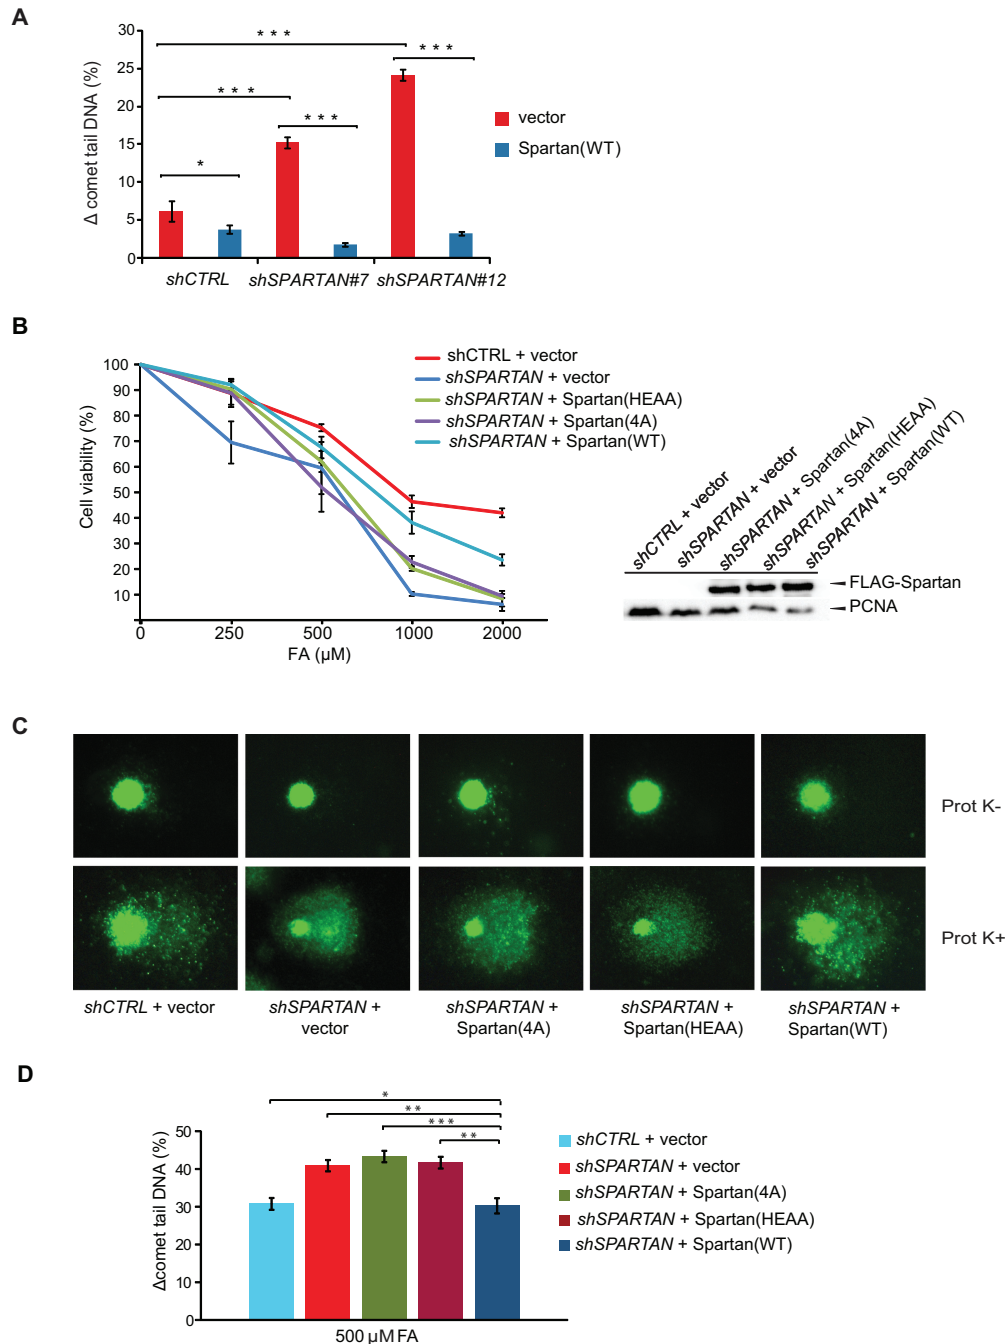 A
Δ comet tail DNA (%)
30
25
20
15
10
5
0
* * *
* * *
* * *
* * *
*
vector
Spartan(WT)
shCTRL shSPARTAN#7 shSPARTAN#12
B
Cell viability (%)
100
90
80
70
60
50
40
30
20
10
0 250 500 1000 2000
FA (µM)
shCTRL + vector
shSPARTAN + vector
shSPARTAN + Spartan(HEAA)
shSPARTAN + Spartan(4A)
shSPARTAN + Spartan(WT)
shCTRL + vector
shSPARTAN + vector
shSPARTAN + Spartan(4A)
shSPARTAN + Spartan(HEAA)
shSPARTAN + Spartan(WT)
FLAG-Spartan
PCNA
C
Prot K-
Prot K+
shCTRL + vector
shSPARTAN +
vector
shSPARTAN +
Spartan(4A)
shSPARTAN +
Spartan(HEAA)
shSPARTAN +
Spartan(WT)
D
Δcomet tail DNA (%)
50
40
30
40
10
0
*
**
***
**
500 µM FA
shCTRL + vector
shSPARTAN + vector
shSPARTAN + Spartan(4A)
shSPARTAN + Spartan(HEAA)
shSPARTAN + Spartan(WT)